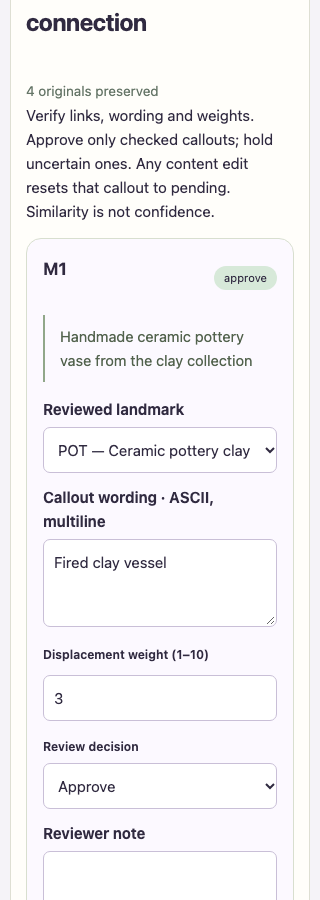 connection
4 originals preserved
Verify links, wording and weights.
Approve only checked callouts; hold
uncertain ones. Any content edit
resets that callout to pending.
Similarity is not confidence.
M1
approve
Handmade ceramic pottery
vase from the clay collection
Reviewed landmark
POT — Ceramic pottery clay
Callout wording · ASCII,
multiline
Fired clay vessel
Displacement weight (1–10)
3
Review decision
Approve
Reviewer note